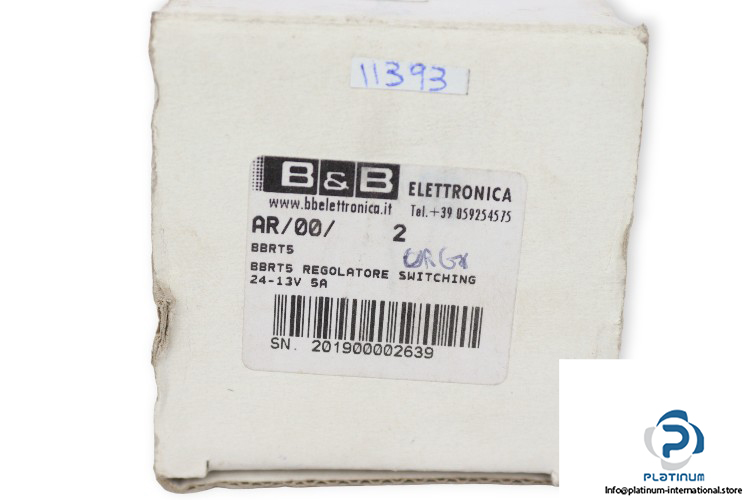 11393
B&B ELETTRONICA
www.bbelettronica.it Tel.+39 059254575
AR/00/ 2
BBRT5
BBRT5 REGOLATORE SWITCHING
24-13V 5A
SN. 201900002639
PLATINUM
Info@platinum-international.store